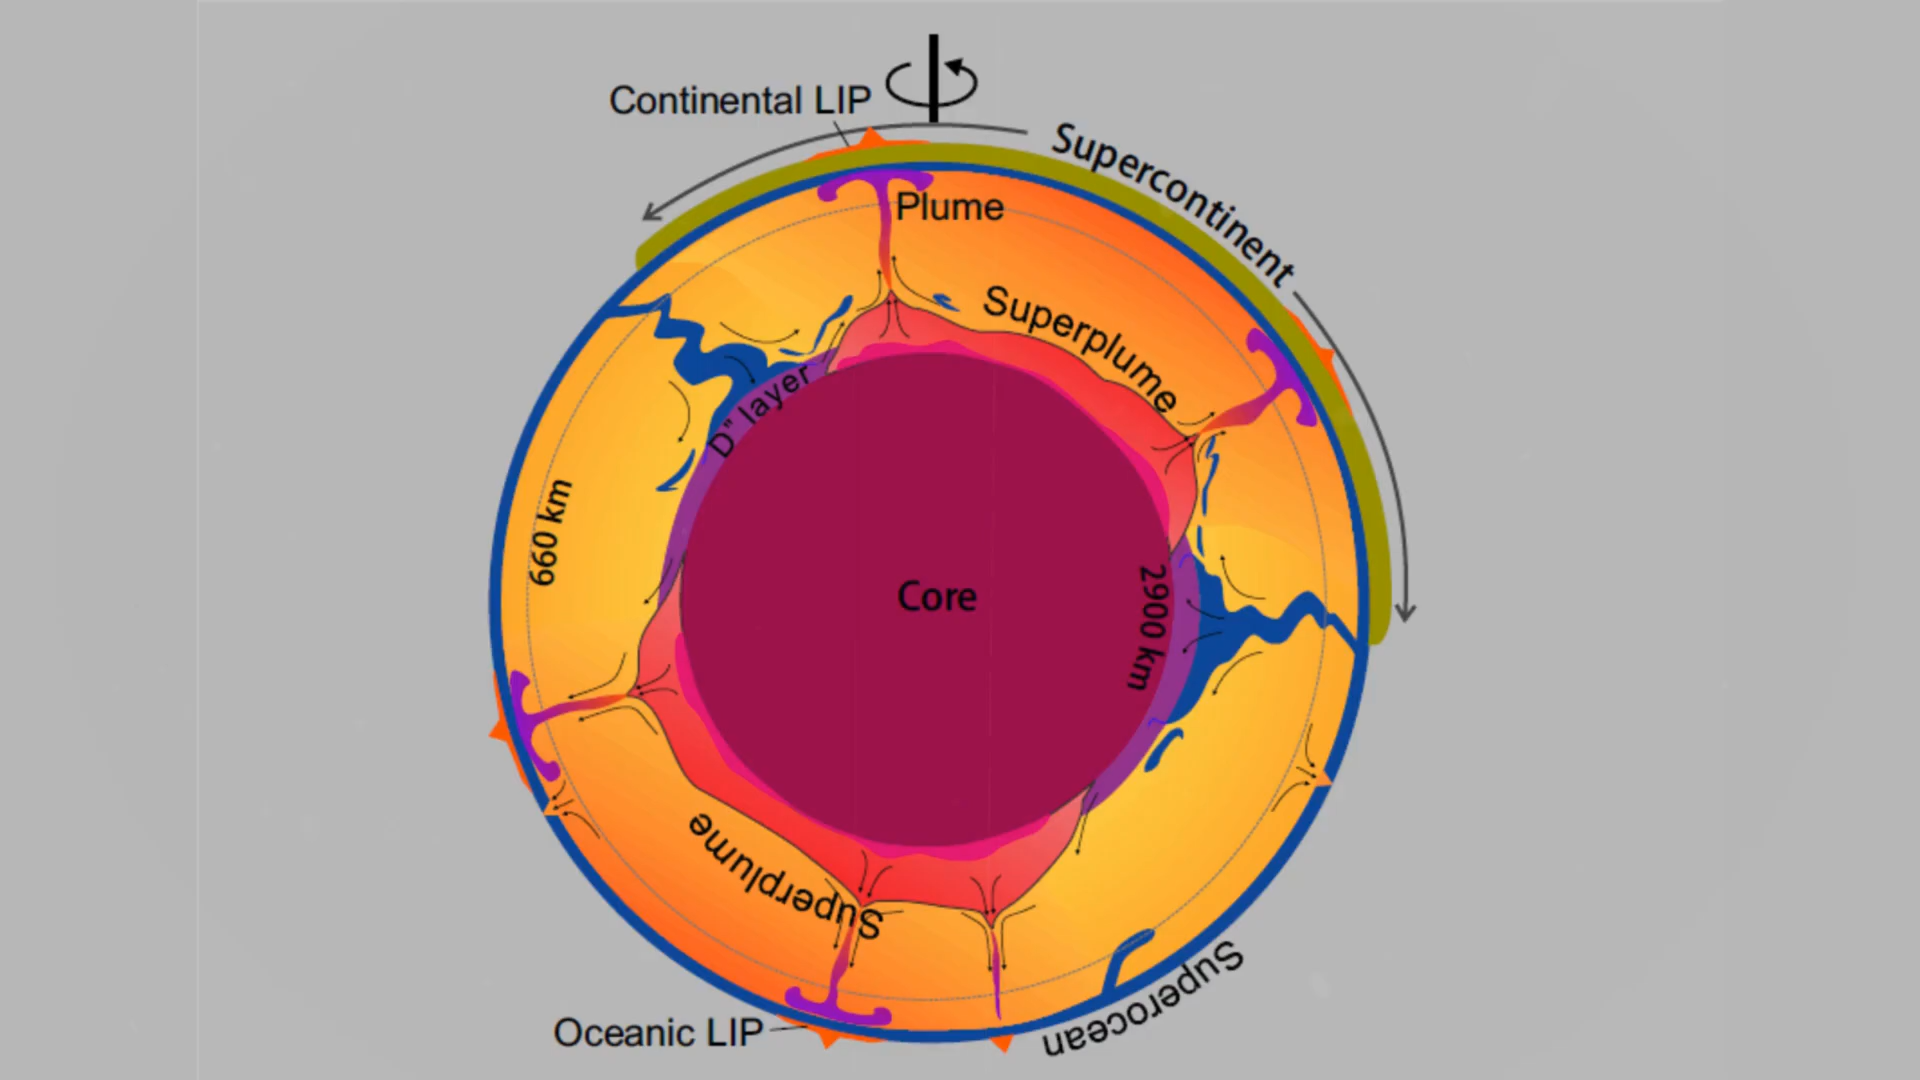 Continental LIP
Supercontinent
Plume
Superplume
D" layer
660 km
Core
2900 km
Superplume
Superocean
Oceanic LIP